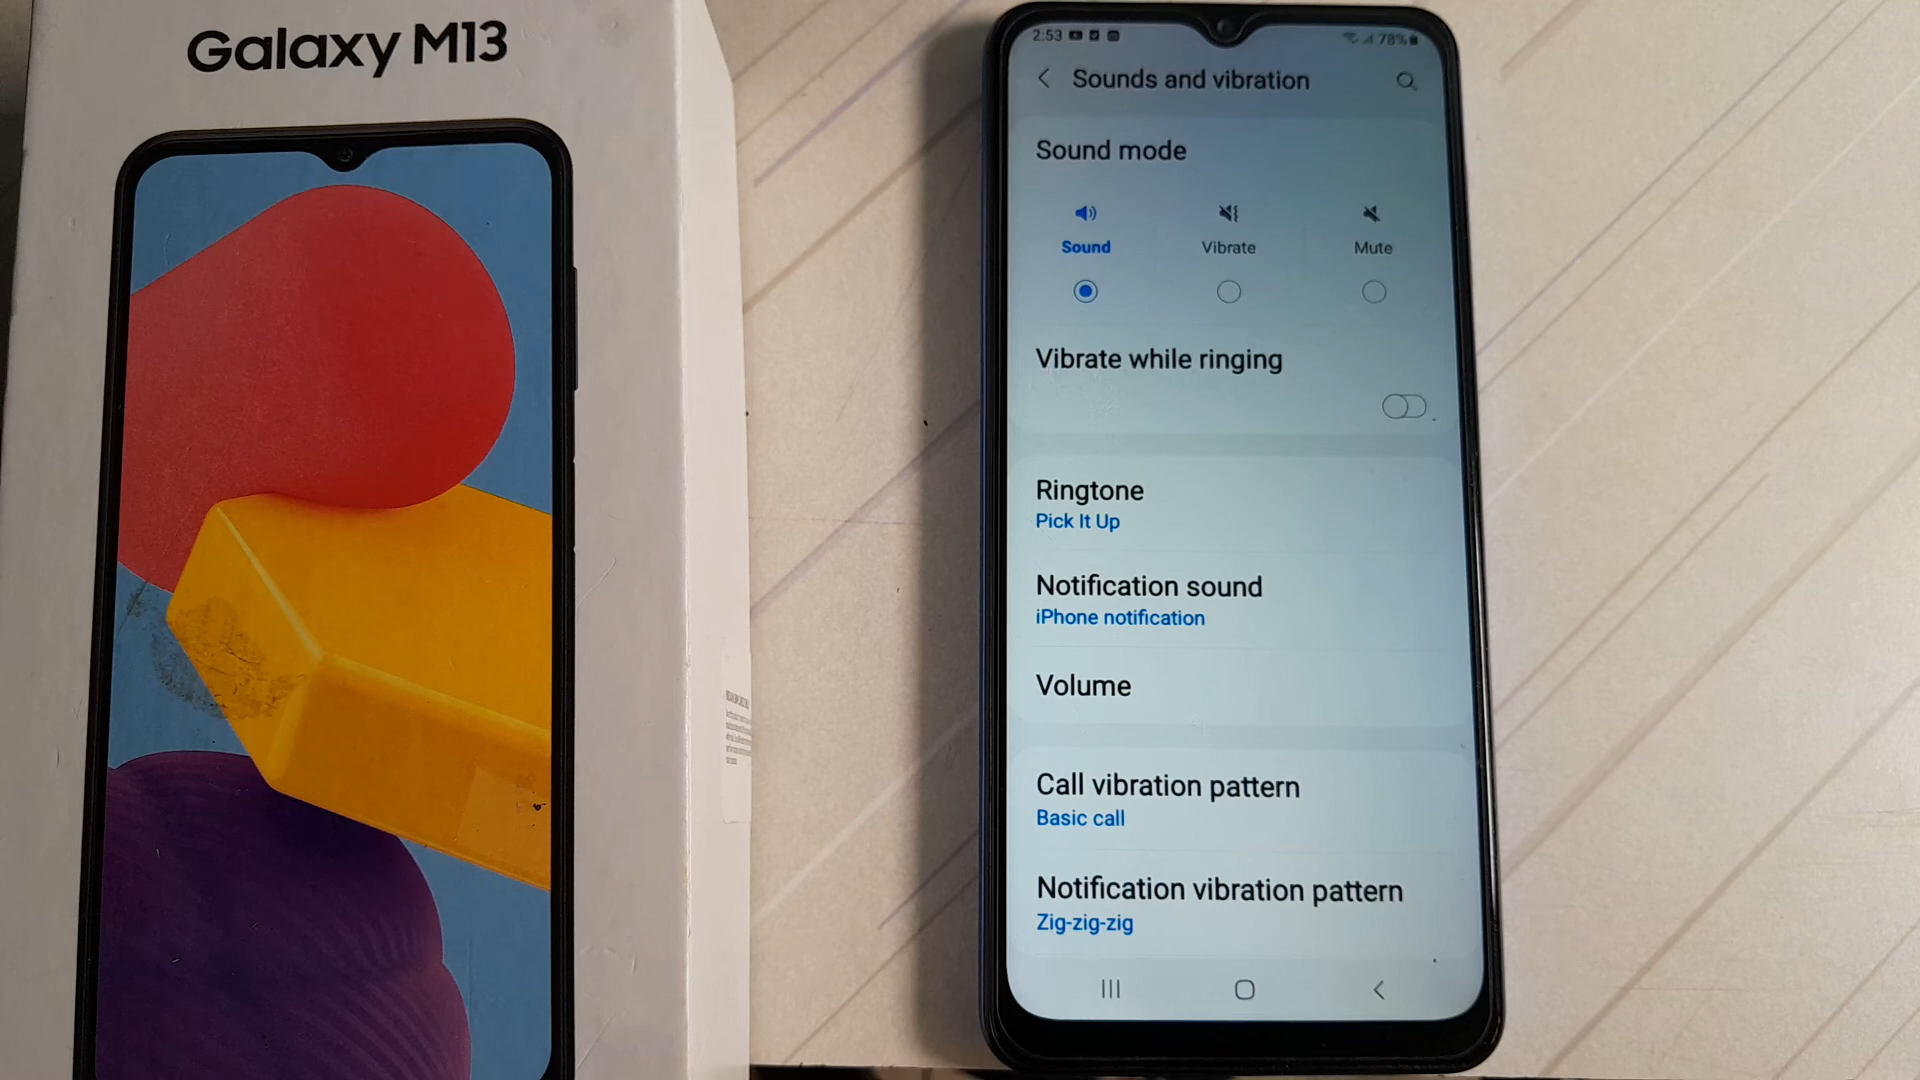 Galaxy M13
2:53
78%
Sounds and vibration
Sound mode
Sound Vibrate Mute
Vibrate while ringing
Ringtone
Pick It Up
Notification sound
iPhone notification
Volume
Call vibration pattern
Basic call
Notification vibration pattern
Zig-zig-zig